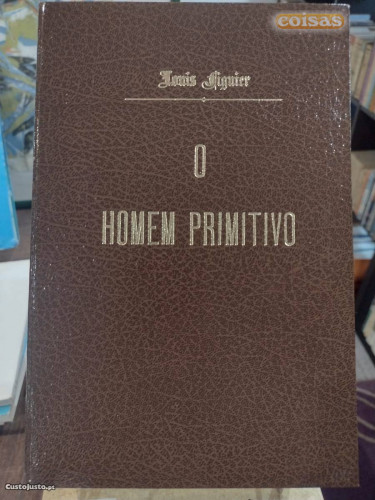 coisas
Louis Figuier
O
HOMEM PRIMITIVO
CustoJusto.pt